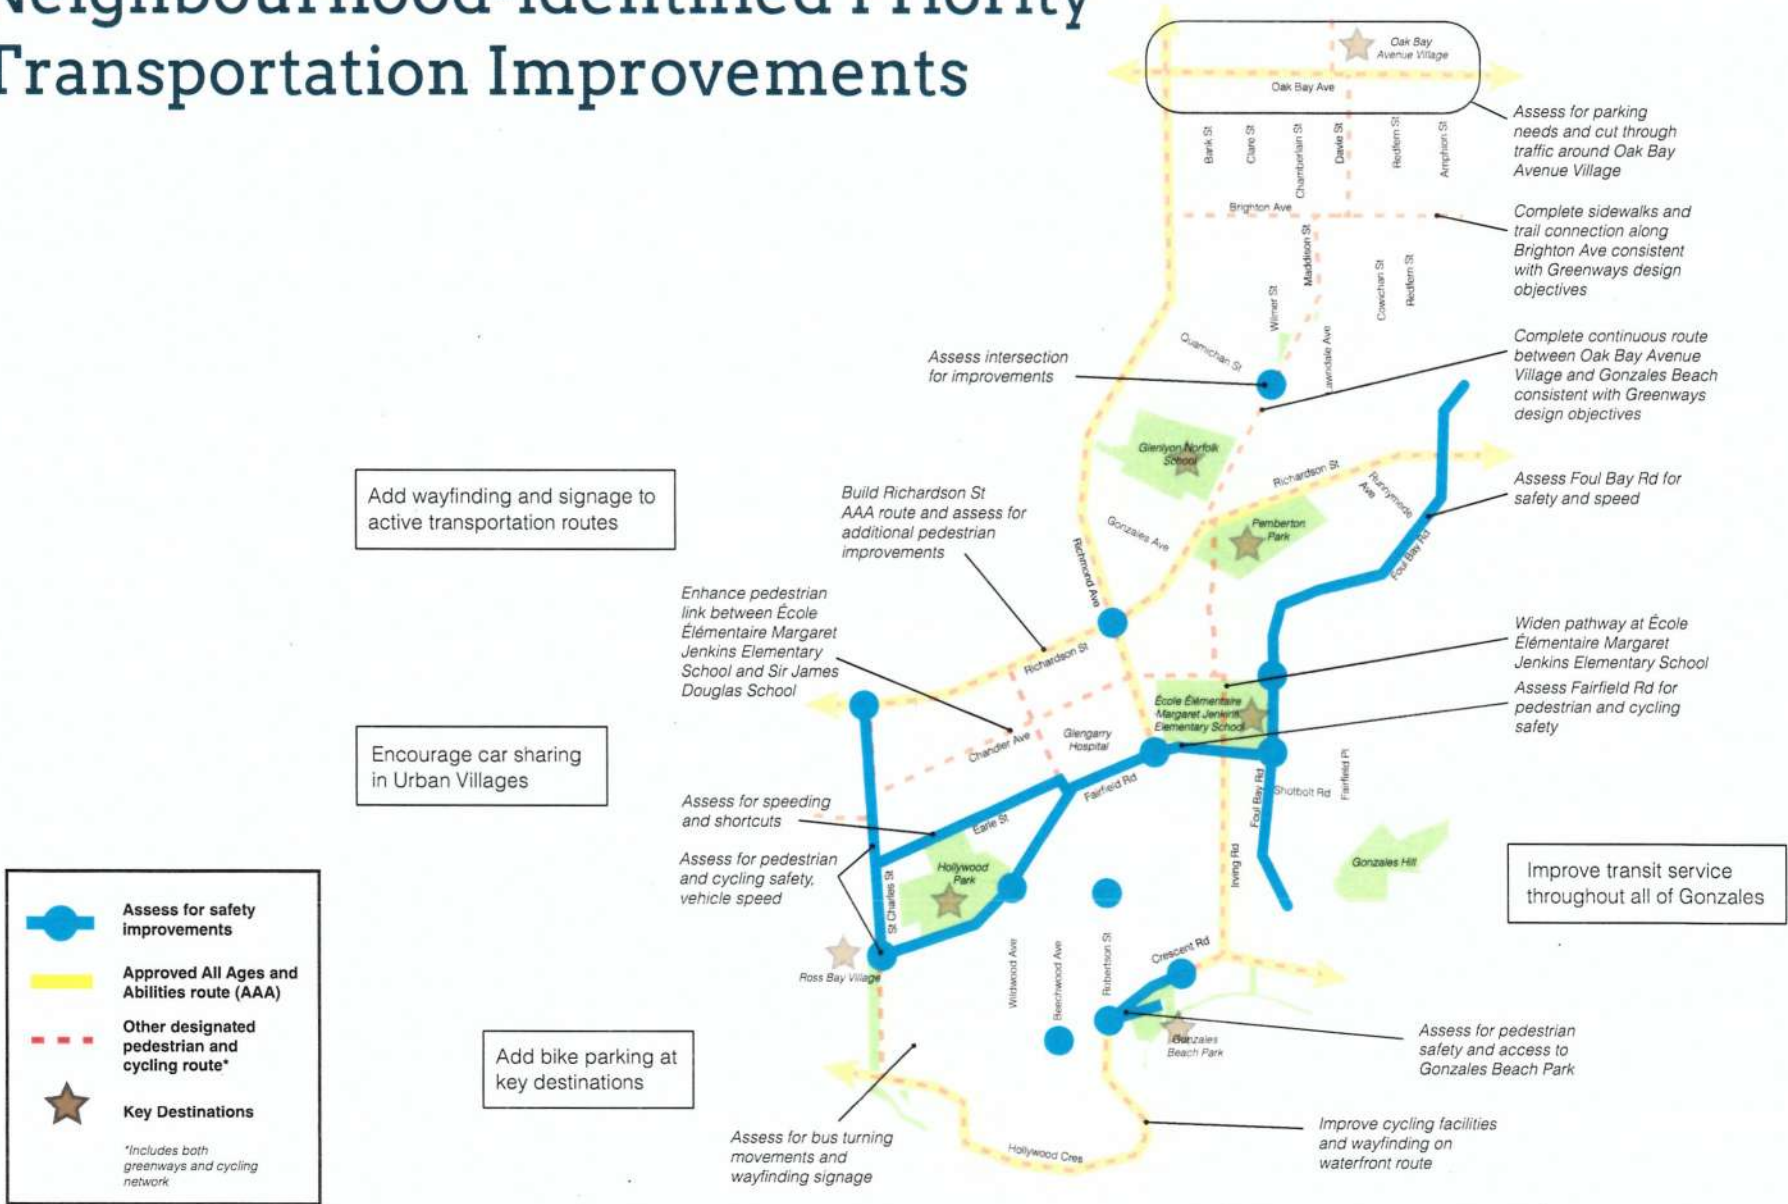 Neighbourhood-Identified Priority
Transportation Improvements
Oak Bay
Avenue Village
Oak Bay Ave
Assess for parking
needs and cut through
traffic around Oak Bay
Avenue Village
Bank St
Clare St
Chamberlain St
Davie St
Redfern St
Amphion St
Brighton Ave
Complete sidewalks and
trail connection along
Brighton Ave consistent
with Greenways design
objectives
Maddison St
Wilmer St
Cowichan St
Redfern St
Lawndale Ave
Quamichan St
Assess intersection
for improvements
Complete continuous route
between Oak Bay Avenue
Village and Gonzales Beach
consistent with Greenways
design objectives
Glenlyon Norfolk
School
Richardson St
Runnymede
Ave
Assess Foul Bay Rd for
safety and speed
Add wayfinding and signage to
active transportation routes
Build Richardson St
AAA route and assess for
additional pedestrian
improvements
Gonzales Ave
Pemberton
Park
Foul Bay Rd
Richmond Ave
Enhance pedestrian
link between École
Élémentaire Margaret
Jenkins Elementary
School and Sir James
Douglas School
Richardson St
Widen pathway at École
Élémentaire Margaret
Jenkins Elementary School
Assess Fairfield Rd for
pedestrian and cycling
safety
École Élémentaire
Margaret Jenkins
Elementary School
Glengarry
Hospital
Chandler Ave
Encourage car sharing
in Urban Villages
Fairfield Rd
Foul Bay Rd
Shotbolt Rd
Fairfield Pl
Assess for speeding
and shortcuts
Earle St
Assess for pedestrian
and cycling safety,
vehicle speed
Hollywood
Park
St Charles St
Irving Rd
Gonzales Hill
Improve transit service
throughout all of Gonzales
Assess for safety
improvements
Approved All Ages and
Abilities route (AAA)
Other designated
pedestrian and
cycling route*
Key Destinations
*Includes both
greenways and cycling
network
Ross Bay Village
Wildwood Ave
Beechwood Ave
Robertson St
Crescent Rd
Gonzales
Beach Park
Assess for pedestrian
safety and access to
Gonzales Beach Park
Add bike parking at
key destinations
Assess for bus turning
movements and
wayfinding signage
Hollywood Cres
Improve cycling facilities
and wayfinding on
waterfront route